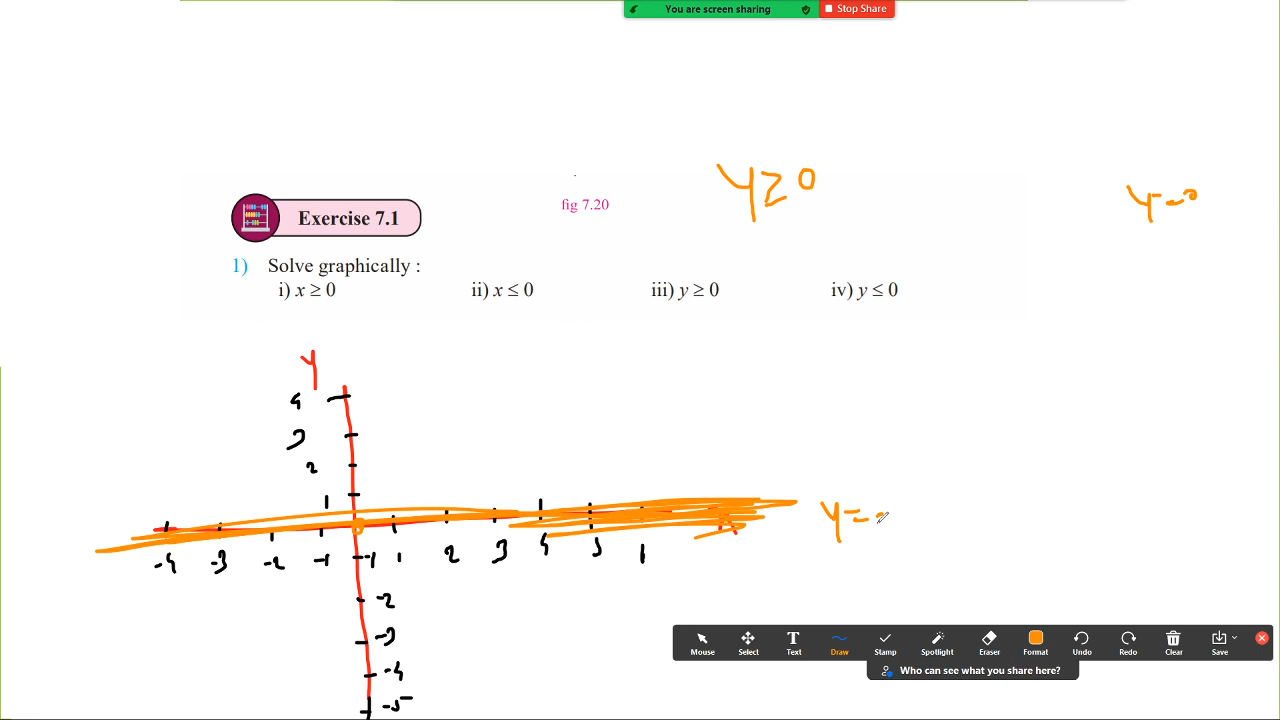 You are screen sharing Stop Share
y ≥ 0
y = 0
fig 7.20
Exercise 7.1
1) Solve graphically :
i) x ≥ 0 ii) x ≤ 0 iii) y ≥ 0 iv) y ≤ 0
Y
4
3
2
1
y =
-4 -3 -2 -1 -1 1 2 3 4 5 1
-2
-3
-4
-5
Mouse Select Text Draw Stamp Spotlight Eraser Format Undo Redo Clear Save
Who can see what you share here?